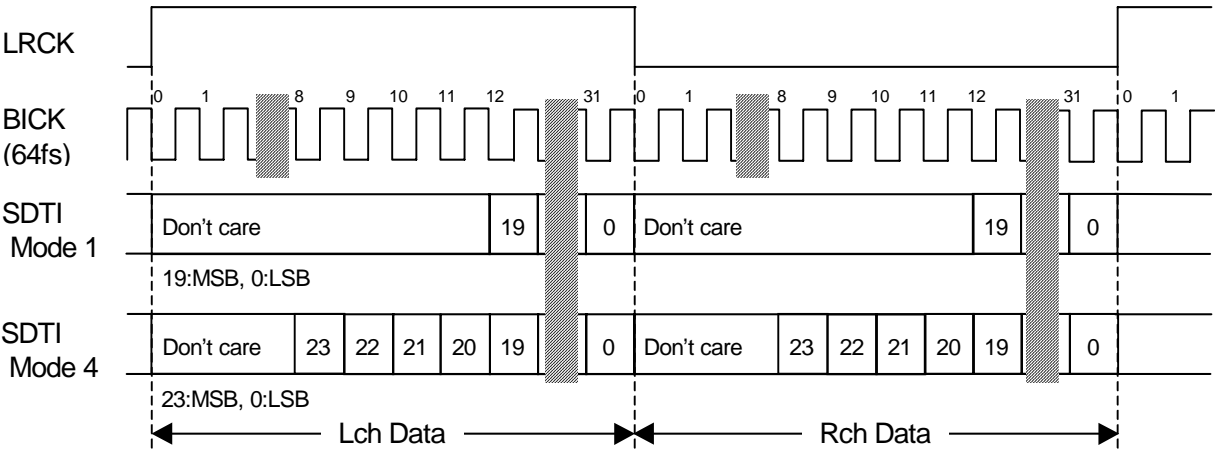 LRCK
0 1 8 9 10 11 12 31 0 1 8 9 10 11 12 31 0 1
BICK
(64fs)
SDTI
Mode 1
Don't care 19 0 Don't care 19 0
19:MSB, 0:LSB
SDTI
Mode 4
Don't care 23 22 21 20 19 0 Don't care 23 22 21 20 19 0
23:MSB, 0:LSB
Lch Data Rch Data